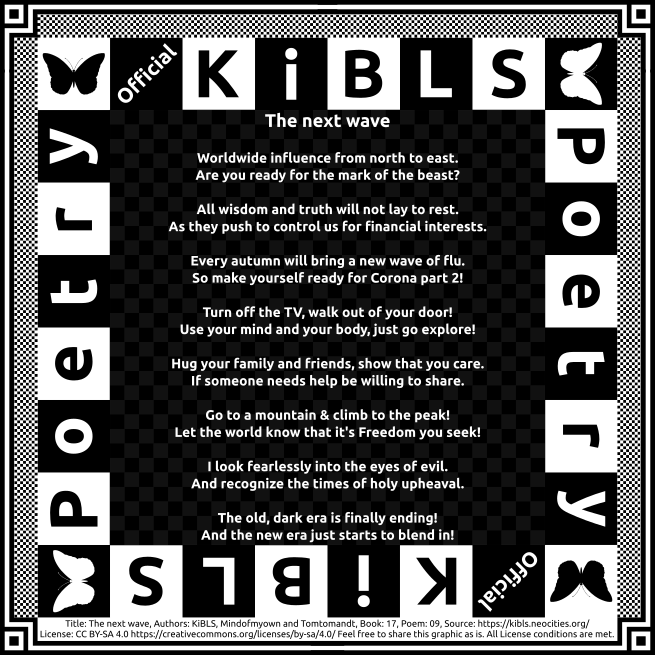 Official KiBLS
Poetry
Poetry
The next wave
Worldwide influence from north to east.
Are you ready for the mark of the beast?
All wisdom and truth will not lay to rest.
As they push to control us for financial interests.
Every autumn will bring a new wave of flu.
So make yourself ready for Corona part 2!
Turn off the TV, walk out of your door!
Use your mind and your body, just go explore!
Hug your family and friends, show that you care.
If someone needs help be willing to share.
Go to a mountain & climb to the peak!
Let the world know that it's Freedom you seek!
I look fearlessly into the eyes of evil.
And recognize the times of holy upheaval.
The old, dark era is finally ending!
And the new era just starts to blend in!
Official KiBLS
Title: The next wave, Authors: KiBLS, Mindofmyown and Tomtomandt, Book: 17, Poem: 09, Source: https://kibls.neocities.org/
License: CC BY-SA 4.0 https://creativecommons.org/licenses/by-sa/4.0/ Feel free to share this graphic as is. All License conditions are met.